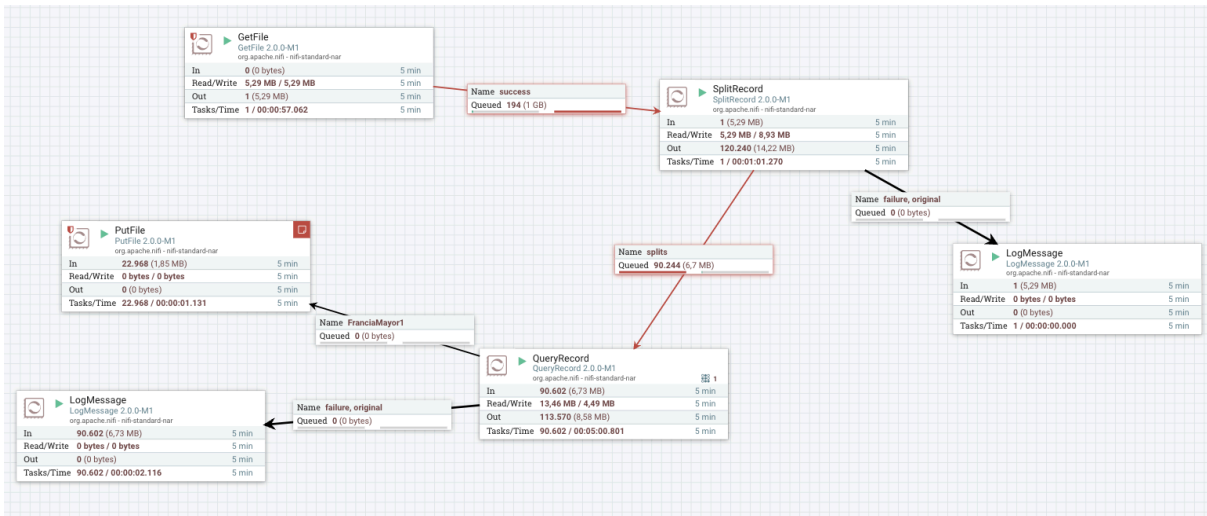 GetFile
GetFile 2.0.0-M1
org.apache.nifi - nifi-standard-nar
In 0 (0 bytes) 5 min
Read/Write 5,29 MB / 5,29 MB 5 min
Out 1 (5,29 MB) 5 min
Tasks/Time 1 / 00:00:57.062 5 min
Name success
Queued 194 (1 GB)
SplitRecord
SplitRecord 2.0.0-M1
org.apache.nifi - nifi-standard-nar
In 1 (5,29 MB) 5 min
Read/Write 5,29 MB / 8,93 MB 5 min
Out 120.240 (14,22 MB) 5 min
Tasks/Time 1 / 00:01:01.270 5 min
Name failure, original
Queued 0 (0 bytes)
PutFile
PutFile 2.0.0-M1
org.apache.nifi - nifi-standard-nar
In 22.968 (1,85 MB) 5 min
Read/Write 0 bytes / 0 bytes 5 min
Out 0 (0 bytes) 5 min
Tasks/Time 22.968 / 00:00:01.131 5 min
Name splits
Queued 90.244 (6,7 MB)
LogMessage
LogMessage 2.0.0-M1
org.apache.nifi - nifi-standard-nar
In 1 (5,29 MB) 5 min
Read/Write 0 bytes / 0 bytes 5 min
Out 0 (0 bytes) 5 min
Tasks/Time 1 / 00:00:00.000 5 min
Name FranciaMayor1
Queued 0 (0 bytes)
QueryRecord
QueryRecord 2.0.0-M1
org.apache.nifi - nifi-standard-nar 1
In 90.602 (6,73 MB) 5 min
Read/Write 13,46 MB / 4,49 MB 5 min
Out 113.570 (8,58 MB) 5 min
Tasks/Time 90.602 / 00:05:00.801 5 min
LogMessage
LogMessage 2.0.0-M1
org.apache.nifi - nifi-standard-nar
In 90.602 (6,73 MB) 5 min
Read/Write 0 bytes / 0 bytes 5 min
Out 0 (0 bytes) 5 min
Tasks/Time 90.602 / 00:00:02.116 5 min
Name failure, original
Queued 0 (0 bytes)